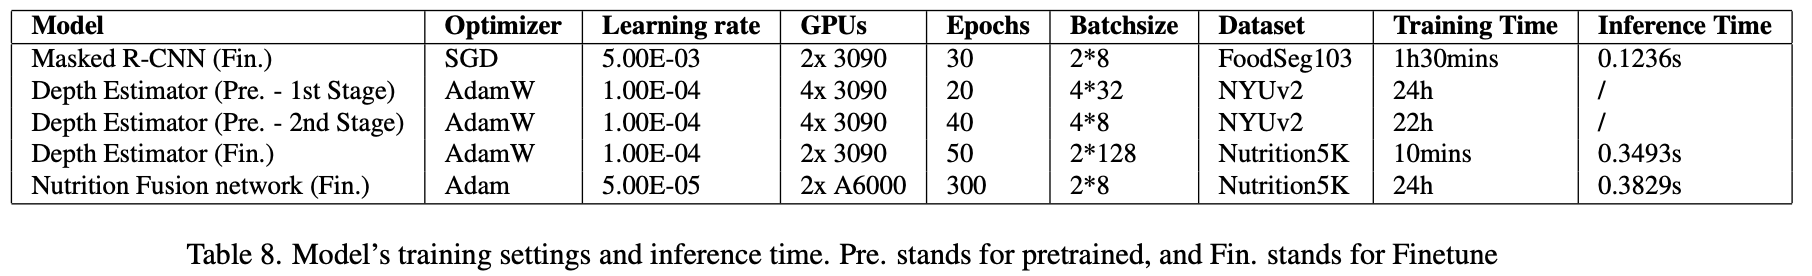 Model Optimizer Learning rate GPUs Epochs Batchsize Dataset Training Time Inference Time
Masked R-CNN (Fin.) SGD 5.00E-03 2x 3090 30 2*8 FoodSeg103 1h30mins 0.1236s
Depth Estimator (Pre. - 1st Stage) AdamW 1.00E-04 4x 3090 20 4*32 NYUv2 24h /
Depth Estimator (Pre. - 2nd Stage) AdamW 1.00E-04 4x 3090 40 4*8 NYUv2 22h /
Depth Estimator (Fin.) AdamW 1.00E-04 2x 3090 50 2*128 Nutrition5K 10mins 0.3493s
Nutrition Fusion network (Fin.) Adam 5.00E-05 2x A6000 300 2*8 Nutrition5K 24h 0.3829s
Table 8. Model's training settings and inference time. Pre. stands for pretrained, and Fin. stands for Finetune